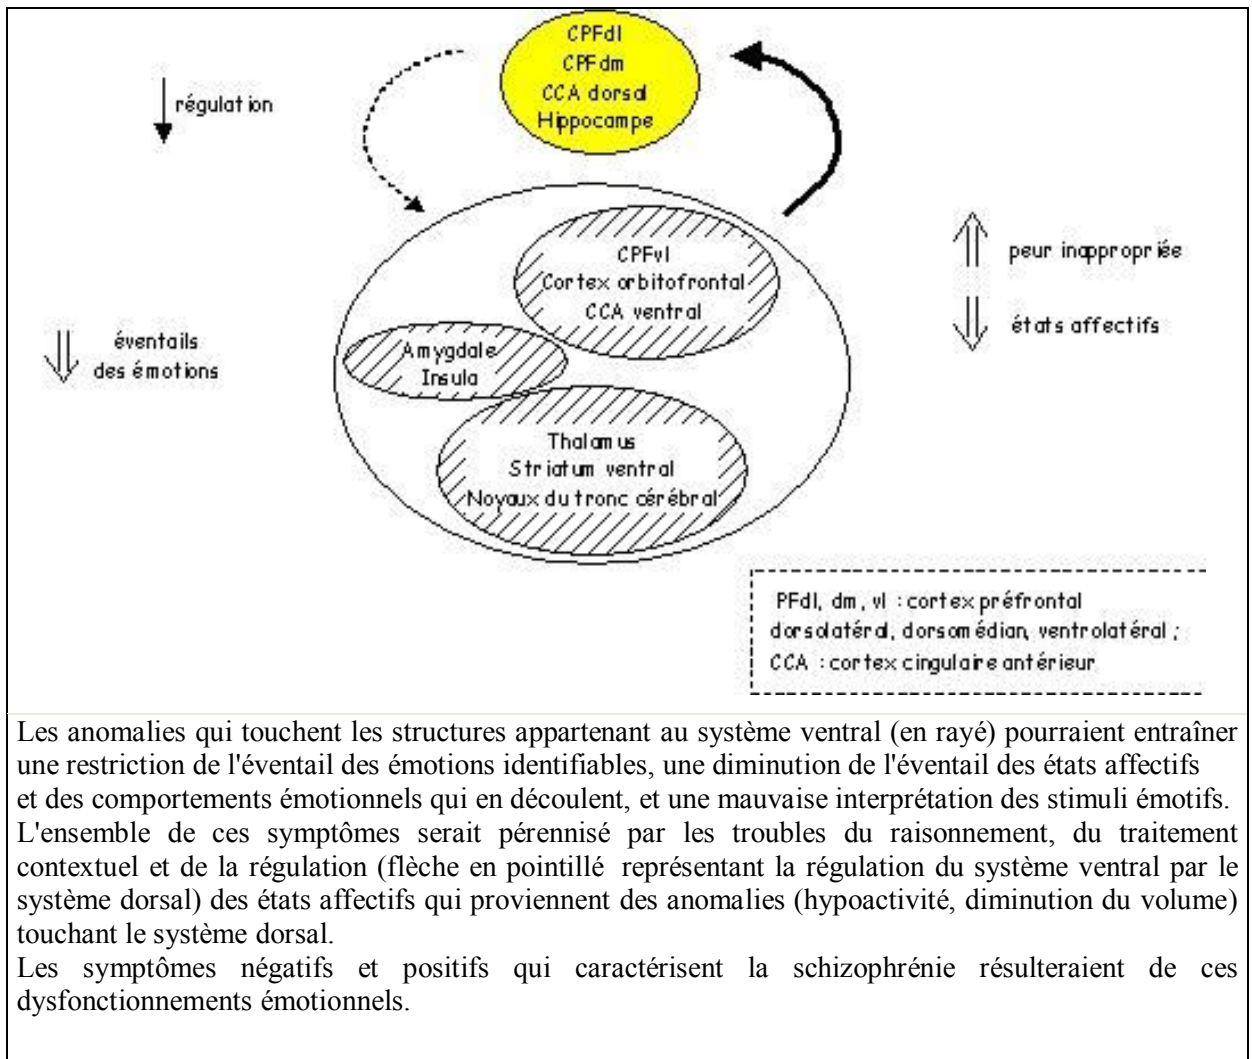 CPFdl
CPFdm
CCA dorsal
Hippocampe
régulation
CPFvl
Cortex orbitofrontal
CCA ventral
peur inappropriée
états affectifs
éventails
des émotions
Amygdale
Insula
Thalamus
Striatum ventral
Noyaux du tronc cérébral
PFdl, dm, vl : cortex préfrontal
dorsolatéral, dorsomédian, ventrolatéral ;
CCA : cortex cingulaire antérieur
Les anomalies qui touchent les structures appartenant au système ventral (en rayé) pourraient entraîner
une restriction de l'éventail des émotions identifiables, une diminution de l'éventail des états affectifs
et des comportements émotionnels qui en découlent, et une mauvaise interprétation des stimuli émotifs.
L'ensemble de ces symptômes serait pérennisé par les troubles du raisonnement, du traitement
contextuel et de la régulation (flèche en pointillé représentant la régulation du système ventral par le
système dorsal) des états affectifs qui proviennent des anomalies (hypoactivité, diminution du volume)
touchant le système dorsal.
Les symptômes négatifs et positifs qui caractérisent la schizophrénie résulteraient de ces
dysfonctionnements émotionnels.